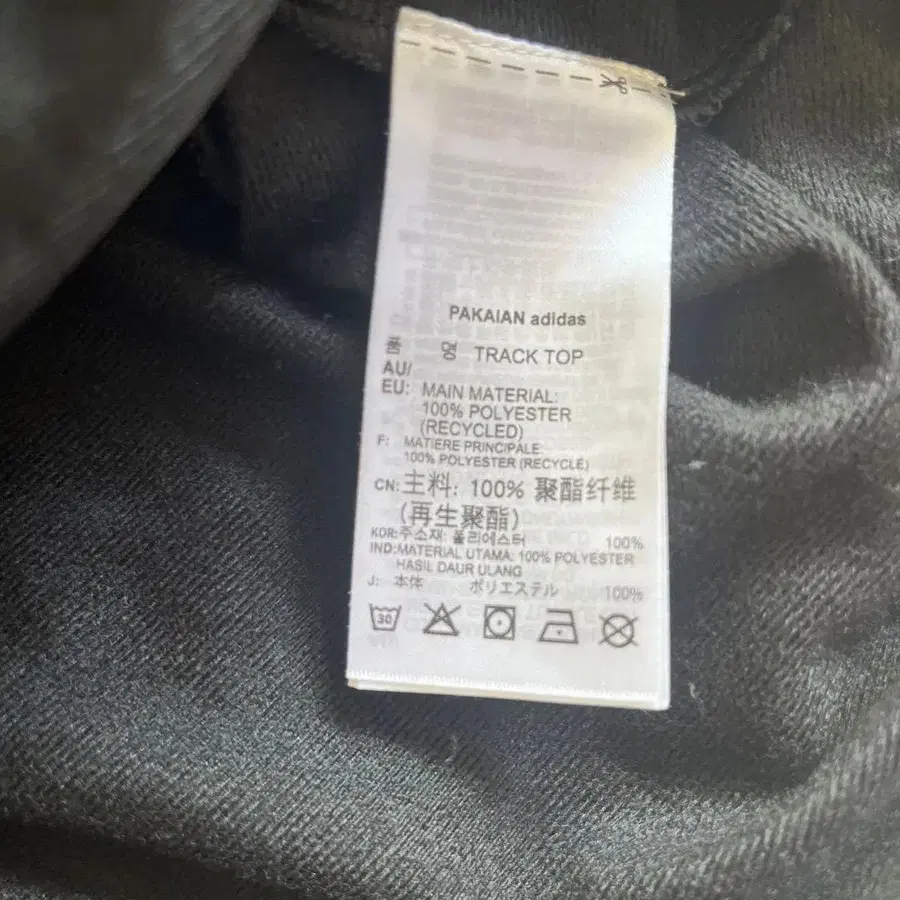 PAKAIAN adidas
품 명 TRACK TOP
AU/
EU: MAIN MATERIAL:
100% POLYESTER
(RECYCLED)
F: MATIERE PRINCIPALE:
100% POLYESTER (RECYCLÉ)
CN: 主料: 100% 聚酯纤维
(再生聚酯)
KOR: 주소재: 폴리에스터 100%
IND: MATERIAL UTAMA: 100% POLYESTER
HASIL DAUR ULANG
J: 本体 ポリエステル 100%
30